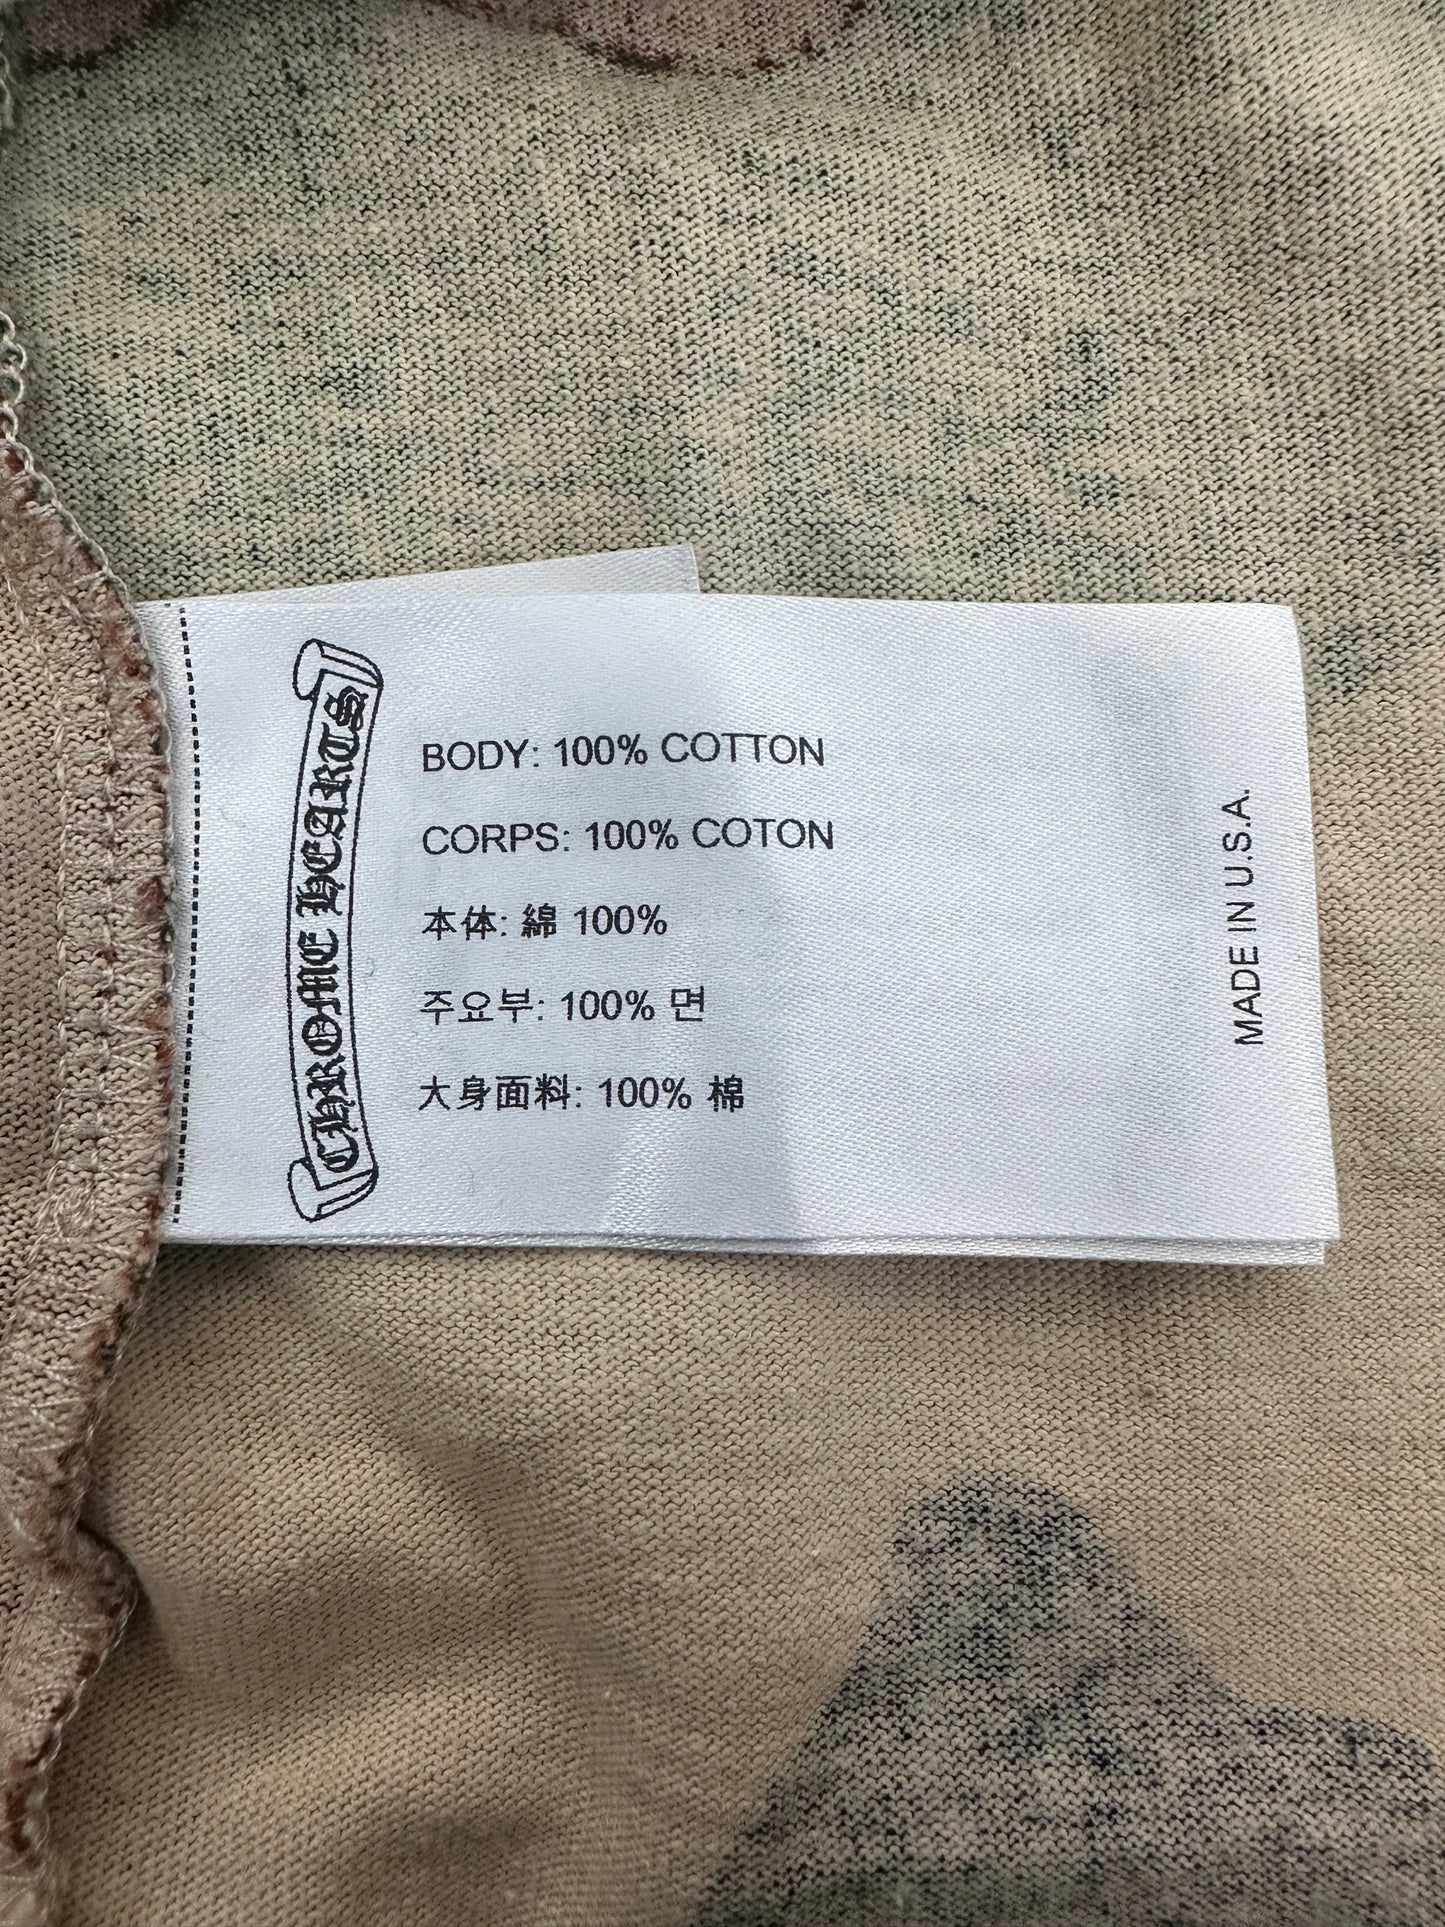 CHROME HEARTS
BODY: 100% COTTON
CORPS: 100% COTON
本体: 綿 100%
주요부: 100% 면
大身面料: 100% 棉
MADE IN U.S.A.